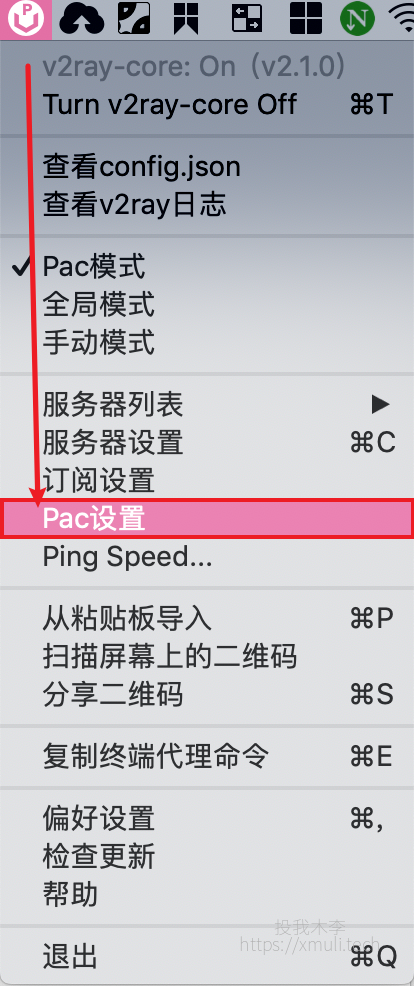 P
N
v2ray-core: On（v2.1.0）
Turn v2ray-core Off ⌘T
查看config.json
查看v2ray日志
✓ Pac模式
全局模式
手动模式
服务器列表 ▶
服务器设置 ⌘C
订阅设置
Pac设置
Ping Speed...
从粘贴板导入 ⌘P
扫描屏幕上的二维码
分享二维码 ⌘S
复制终端代理命令 ⌘E
偏好设置 ⌘,
检查更新
帮助
投我木李
https://xmuli.tech
退出 ⌘Q